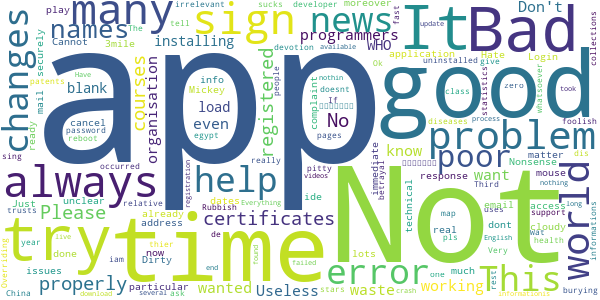 play
many
sucks
developer
moreover
fast
update
irrelevant
tell
sign
news
It
Bad
Don't
collections
mail
securely
names
Cannot
3mile
The
installing
programmers
WHO
Hate
Login
application
uninstalled
give
available
devotion
patents
Have
changes
blank
courses
organisation
info
Mickey
load
even
egypt
people
registered
complaint
If
doesnt
Ok
nothin
pages
No
app
good
statistics
zero
class
whatsoever
took
foolish
cancel
password
reboot
ready
sing
occurred
always
registration
help
really
pitty
videos
immediate
betrayal
know
diseases
process
problem
poor
response
want
Third
Nonsense
matter
mouse
nothing
burying
world
Just
trusts
unclear
relative
Please
already
address
Everything
Rubbish
dates
certificates
ide
de
technical
email
dont
uses
access
support
cloudy
Wat
health
informations
dis
year
Overriding
try
live
done
iam
now
Dirty
time
Not
map
real
pls
English
Very
This
lots
error
issues
China
properly
download
particular
several
ask
wanted
end
found
failed
Useless
stars
waste
crash
working
one
much